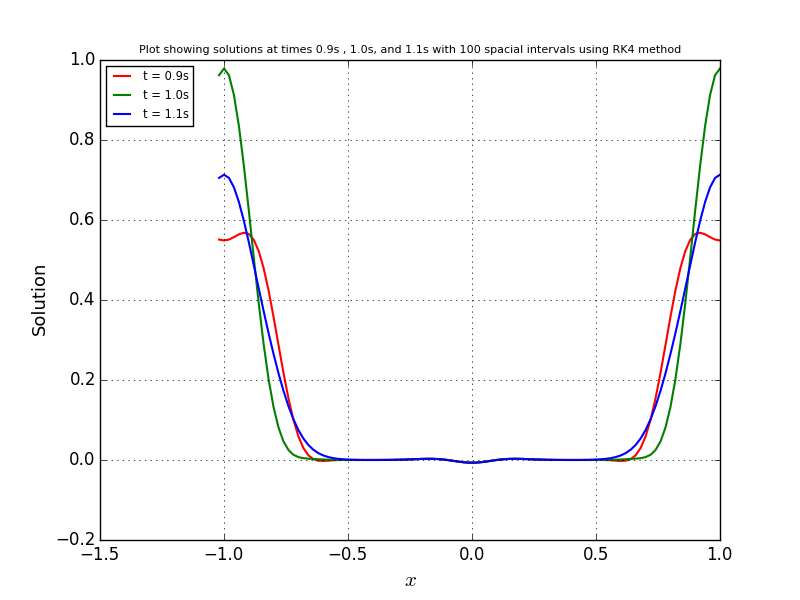 Plot showing solutions at times 0.9s , 1.0s, and 1.1s with 100 spacial intervals using RK4 method
1.0
0.8
0.6
0.4
0.2
0.0
−0.2
t = 0.9s
t = 1.0s
t = 1.1s
Solution
−1.5 −1.0 −0.5 0.0 0.5 1.0
x